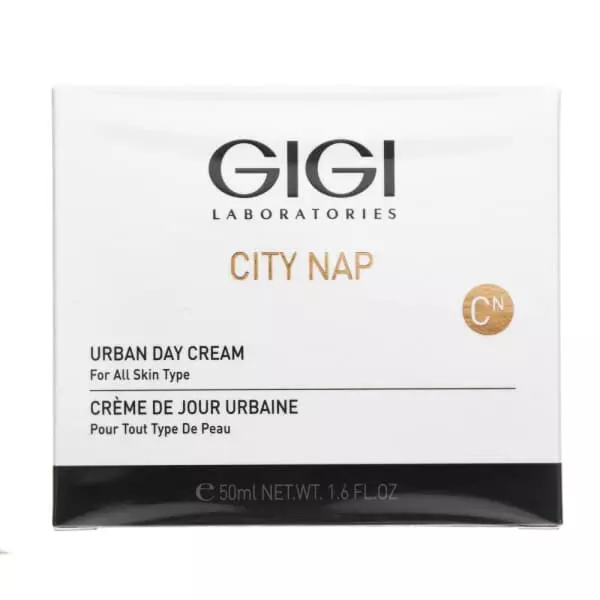 GIGI
LABORATORIES
CITY NAP
CN
URBAN DAY CREAM
For All Skin Type
CRÈME DE JOUR URBAINE
Pour Tout Type De Peau
℮ 50ml NET.WT. 1.6 FL.OZ